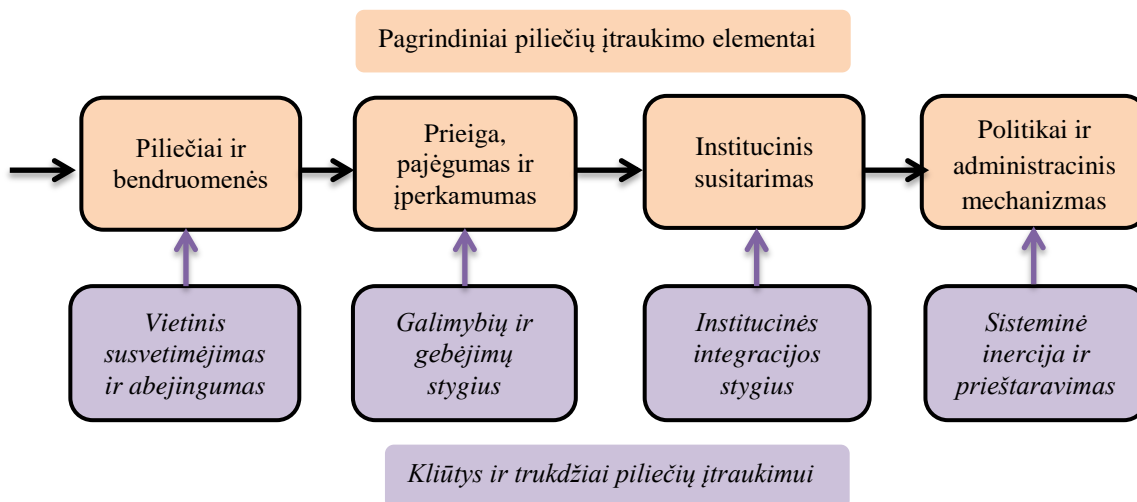 Pagrindiniai piliečių įtraukimo elementai
Piliečiai ir
bendruomenės
Prieiga,
pajėgumas ir
įperkamumas
Institucinis
susitarimas
Politikai ir
administracinis
mechanizmas
Vietinis
susvetimėjimas
ir abejingumas
Galimybių ir
gebėjimų
stygius
Institucinės
integracijos
stygius
Sisteminė
inercija ir
prieštaravimas
Kliūtys ir trukdžiai piliečių įtraukimui